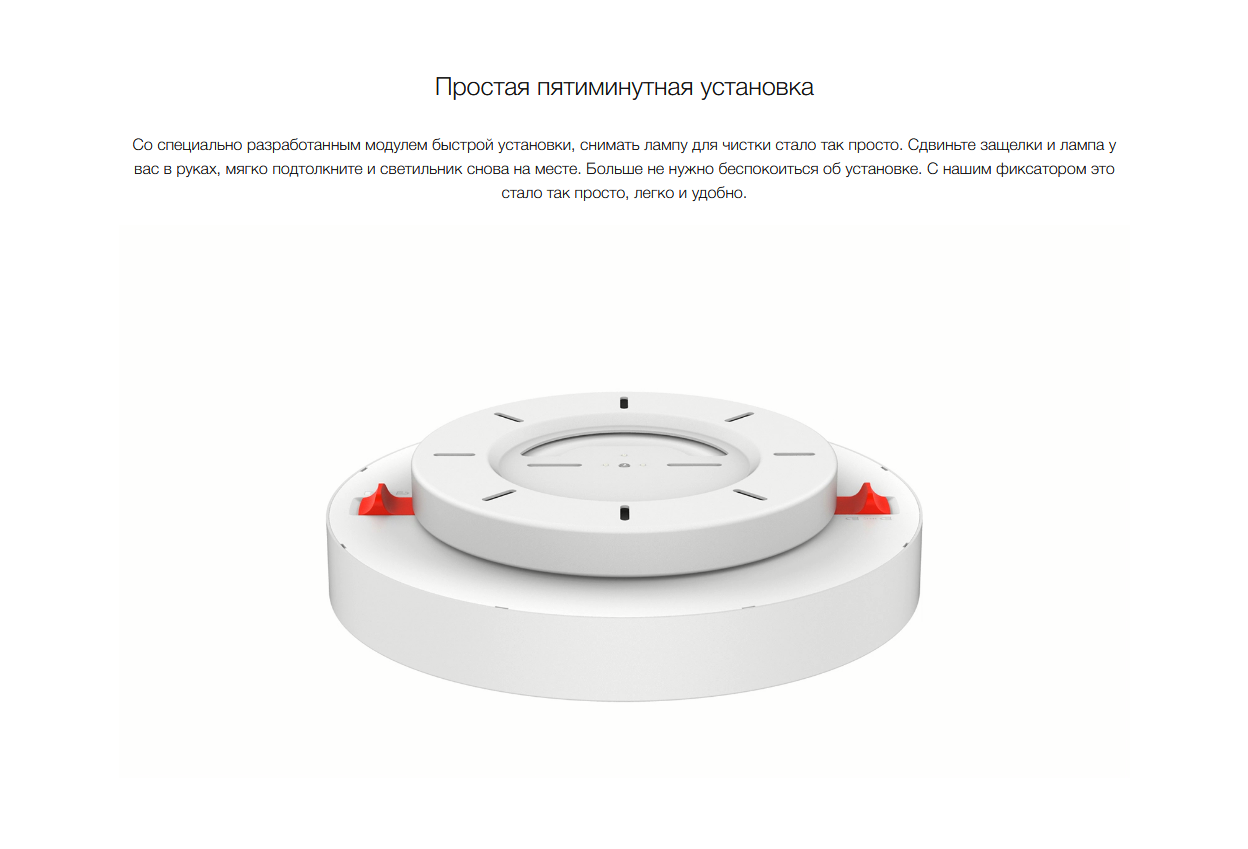 Простая пятиминутная установка
Со специально разработанным модулем быстрой установки, снимать лампу для чистки стало так просто. Сдвиньте защелки и лампа у
вас в руках, мягко подтолкните и светильник снова на месте. Больше не нужно беспокоиться об установке. С нашим фиксатором это
стало так просто, легко и удобно.